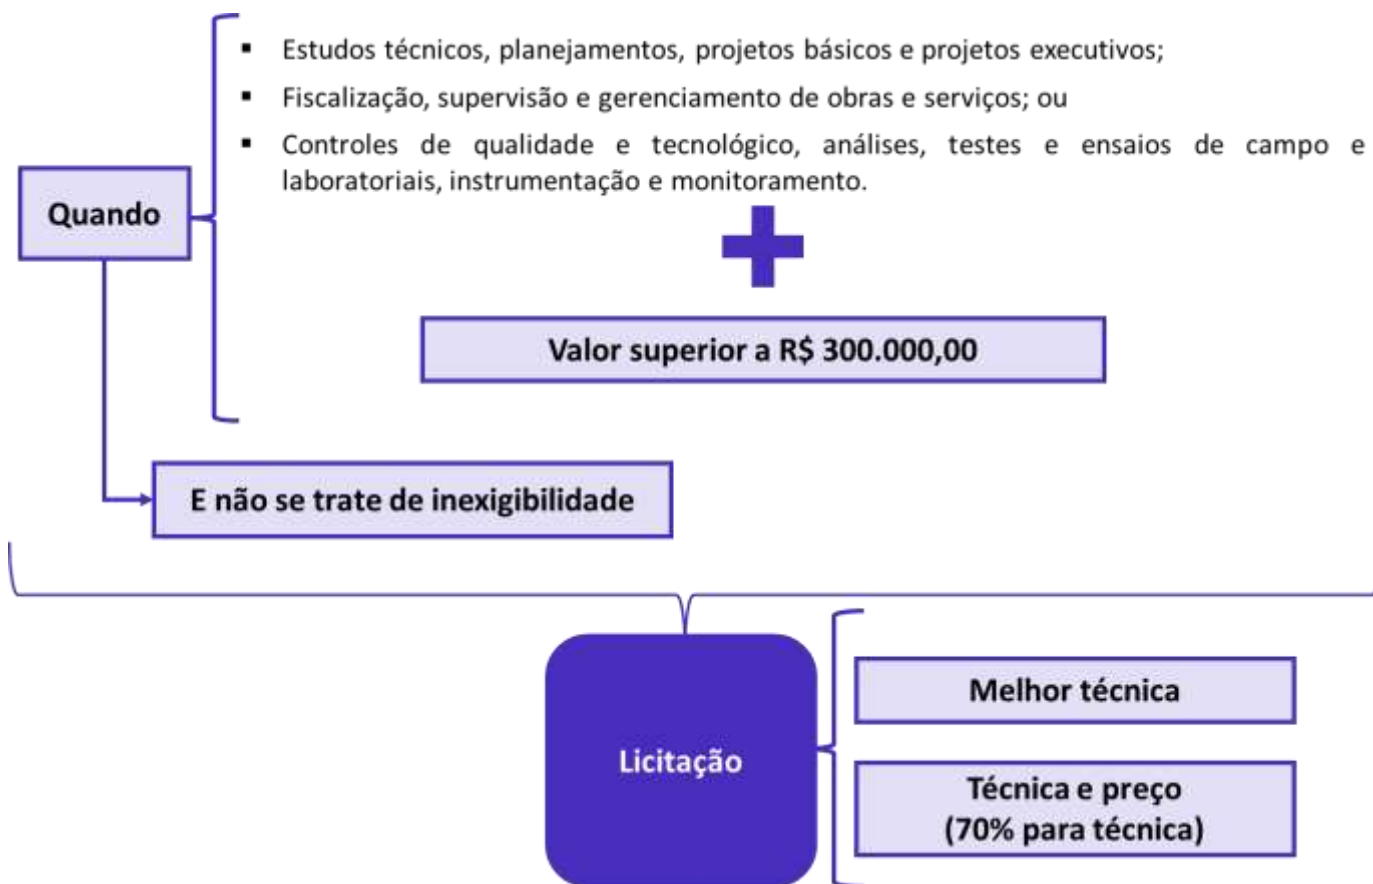 ▪ Estudos técnicos, planejamentos, projetos básicos e projetos executivos;
▪ Fiscalização, supervisão e gerenciamento de obras e serviços; ou
▪ Controles de qualidade e tecnológico, análises, testes e ensaios de campo e
laboratoriais, instrumentação e monitoramento.
Quando
Valor superior a R$ 300.000,00
E não se trate de inexigibilidade
Licitação
Melhor técnica
Técnica e preço
(70% para técnica)